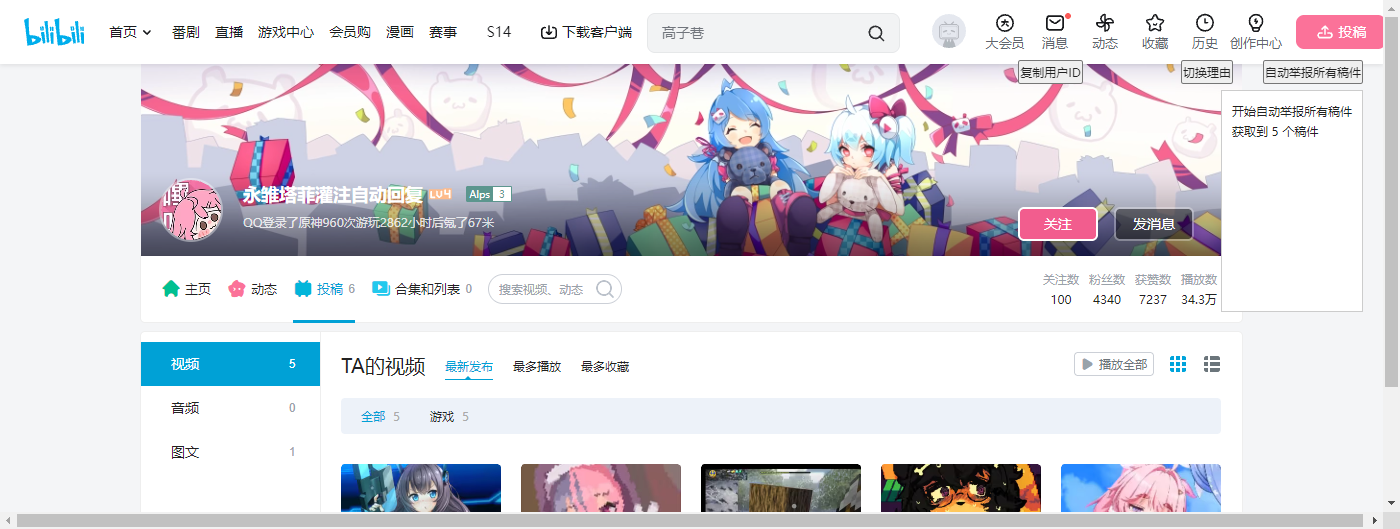 bilibili 首页 番剧 直播 游戏中心 会员购 漫画 赛事 S14 下载客户端 高子巷 大会员 消息 动态 收藏 历史 创作中心 投稿
复制用户ID 切换理由 自动举报所有稿件
开始自动举报所有稿件
获取到 5 个稿件
永雏塔菲灌注自动回复 LV4 Alps 3
QQ登录了原神960次游玩2862小时后氪了67米
关注 发消息
主页 动态 投稿 6 合集和列表 0 搜索视频、动态
关注数 粉丝数 获赞数 播放数
100 4340 7237 34.3万
视频 5
音频 0
图文 1
TA的视频 最新发布 最多播放 最多收藏 播放全部
全部 5 游戏 5